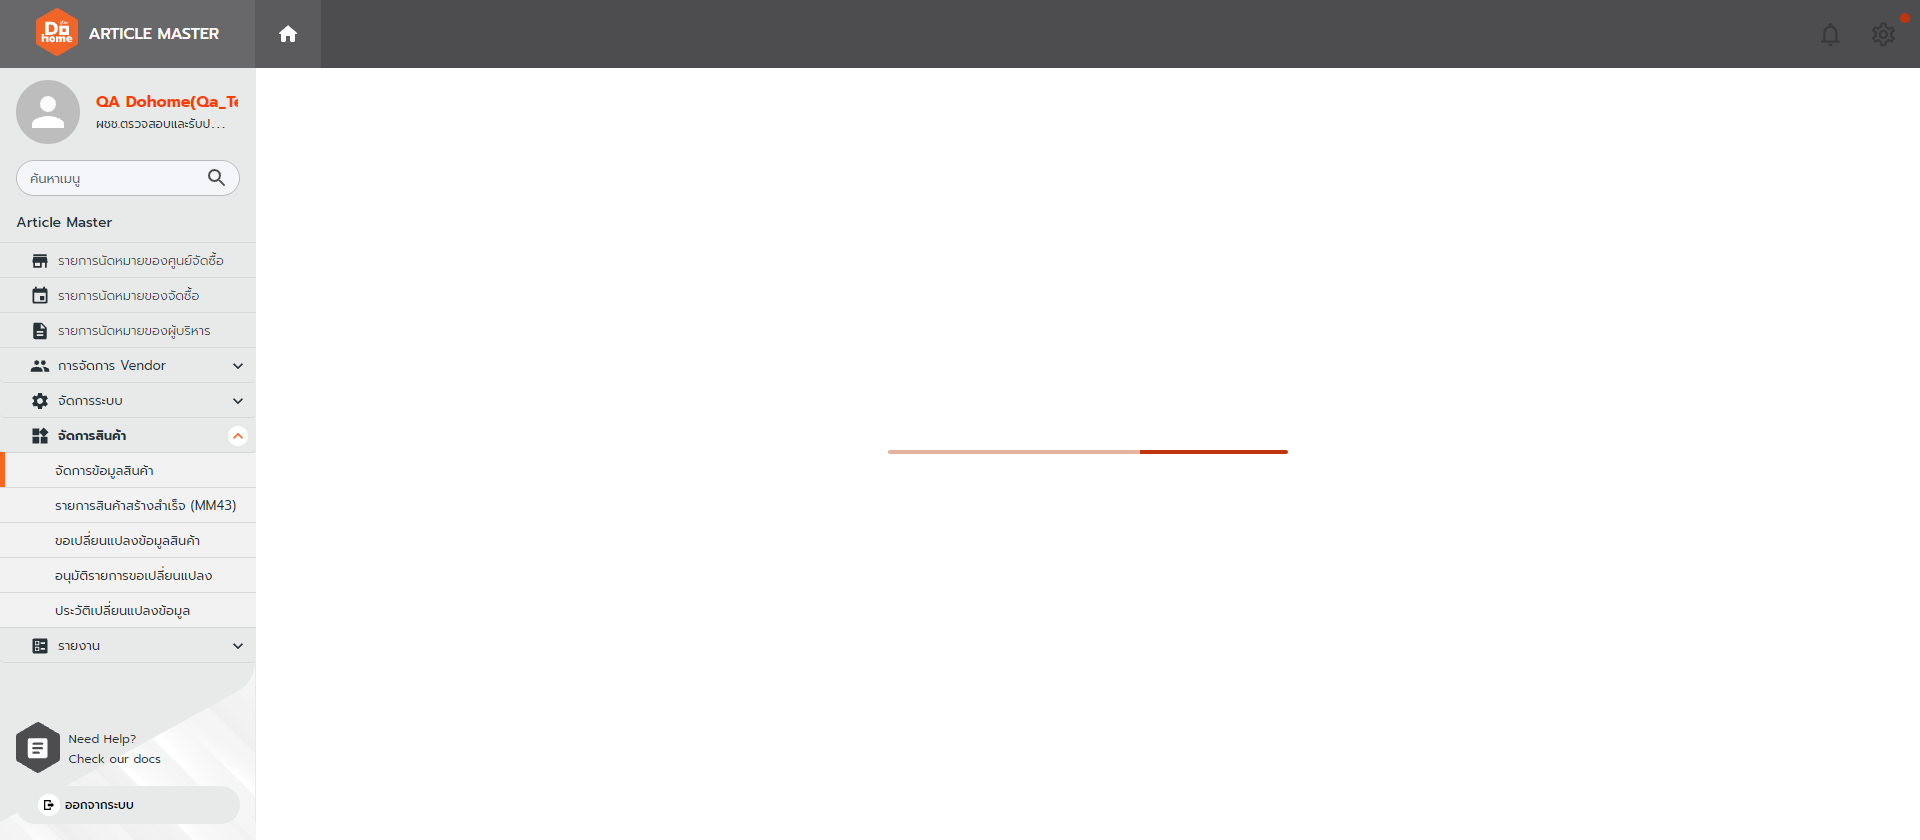 DO
home
ARTICLE MASTER
QA Dohome(Qa_Te
ผชช.ตรวจสอบและรับป...
ค้นหาเมนู
Article Master
รายการนัดหมายของศูนย์จัดซื้อ
รายการนัดหมายของจัดซื้อ
รายการนัดหมายของผู้บริหาร
การจัดการ Vendor
จัดการระบบ
จัดการสินค้า
จัดการข้อมูลสินค้า
รายการสินค้าสร้างสำเร็จ (MM43)
ขอเปลี่ยนแปลงข้อมูลสินค้า
อนุมัติรายการขอเปลี่ยนแปลง
ประวัติเปลี่ยนแปลงข้อมูล
รายงาน
Need Help?
Check our docs
ออกจากระบบ